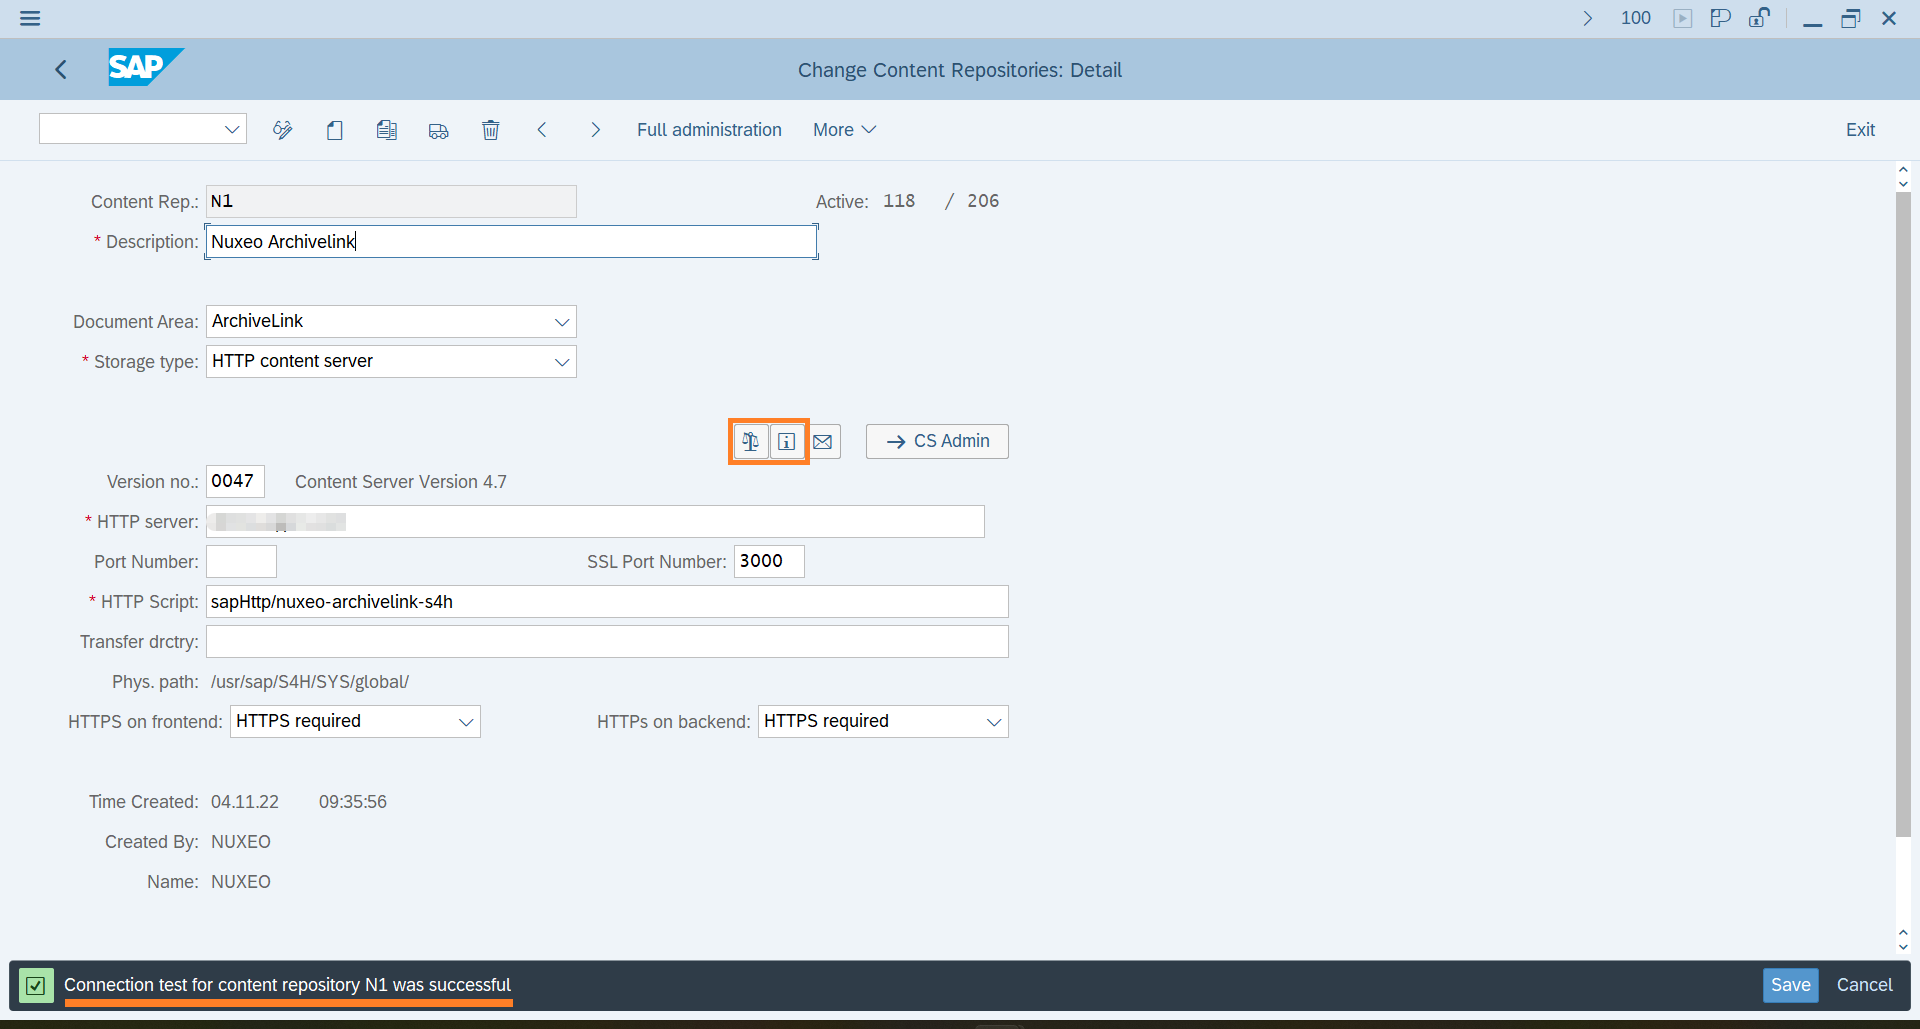 100
SAP
Change Content Repositories: Detail
Full administration More Exit
Content Rep.: N1 Active: 118 / 206
* Description: Nuxeo Archivelink
Document Area: ArchiveLink
* Storage type: HTTP content server
CS Admin
Version no.: 0047 Content Server Version 4.7
* HTTP server:
Port Number: SSL Port Number: 3000
* HTTP Script: sapHttp/nuxeo-archivelink-s4h
Transfer drctry:
Phys. path: /usr/sap/S4H/SYS/global/
HTTPS on frontend: HTTPS required HTTPs on backend: HTTPS required
Time Created: 04.11.22 09:35:56
Created By: NUXEO
Name: NUXEO
Connection test for content repository N1 was successful Save Cancel